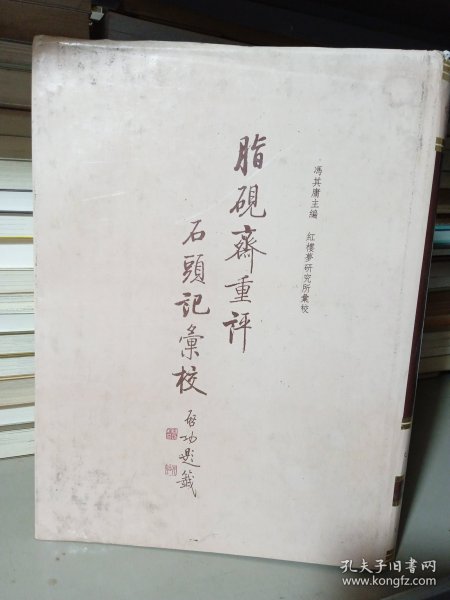 馮其庸主編 紅樓夢研究所彙校
脂硯齋重評
石頭記彙校
啓功題籤
孔夫子旧书网
www.kongfz.com